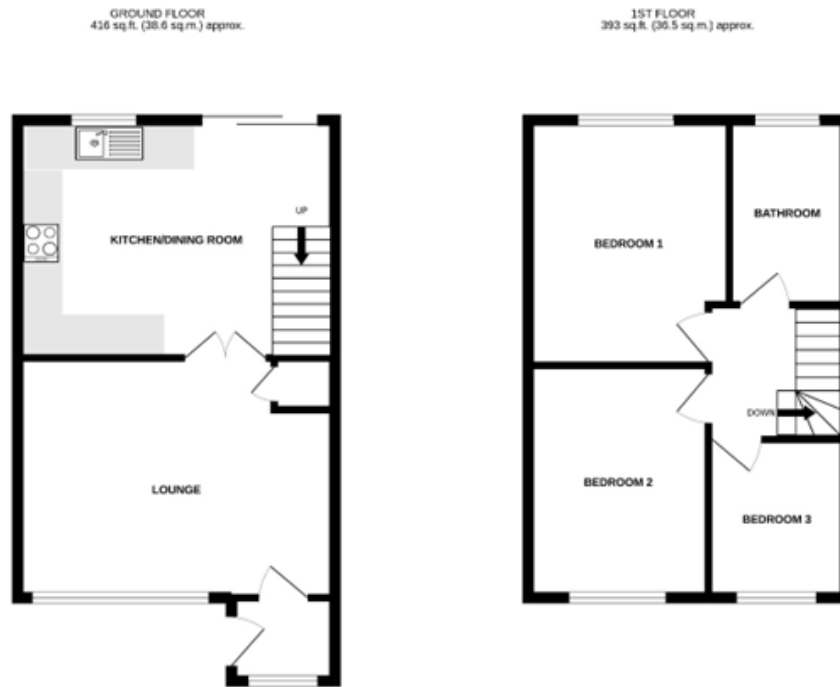 GROUND FLOOR
416 sq.ft. (38.6 sq.m.) approx.
UP
KITCHEN/DINING ROOM
LOUNGE
1ST FLOOR
393 sq.ft. (36.5 sq.m.) approx.
BATHROOM
BEDROOM 1
DOWN
BEDROOM 2
BEDROOM 3